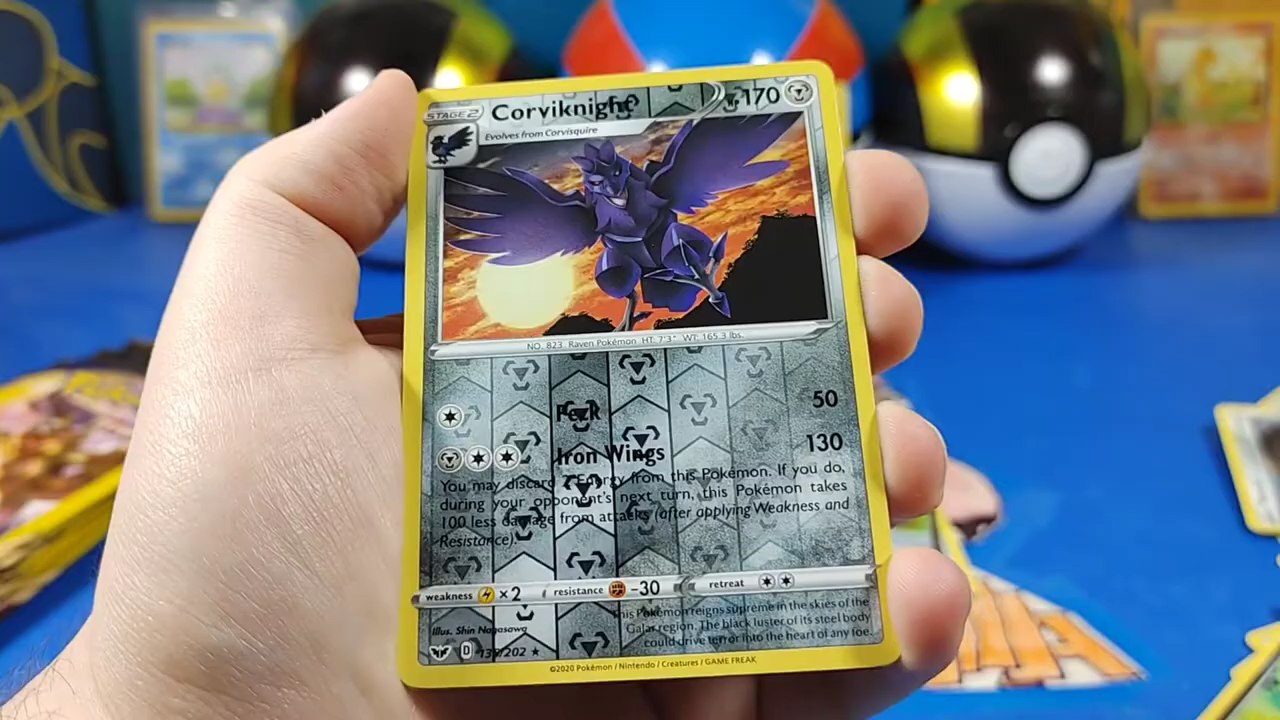 STAGE 2 Corviknight 170
Evolves from Corvisquire
NO. 823 Raven Pokémon HT: 7'3" WT: 165.3 lbs.
Peck 50
Iron Wings 130
You may discard 2 Energy from this Pokémon. If you do,
during your opponent's next turn, this Pokémon takes
100 less damage from attacks (after applying Weakness and
Resistance).
weakness ×2 resistance -30 retreat
This Pokémon reigns supreme in the skies of the
Galar region. The black luster of its steel body
could drive terror into the heart of any foe.
Illus. Shin Nagasawa
D /202
©2020 Pokémon / Nintendo / Creatures / GAME FREAK